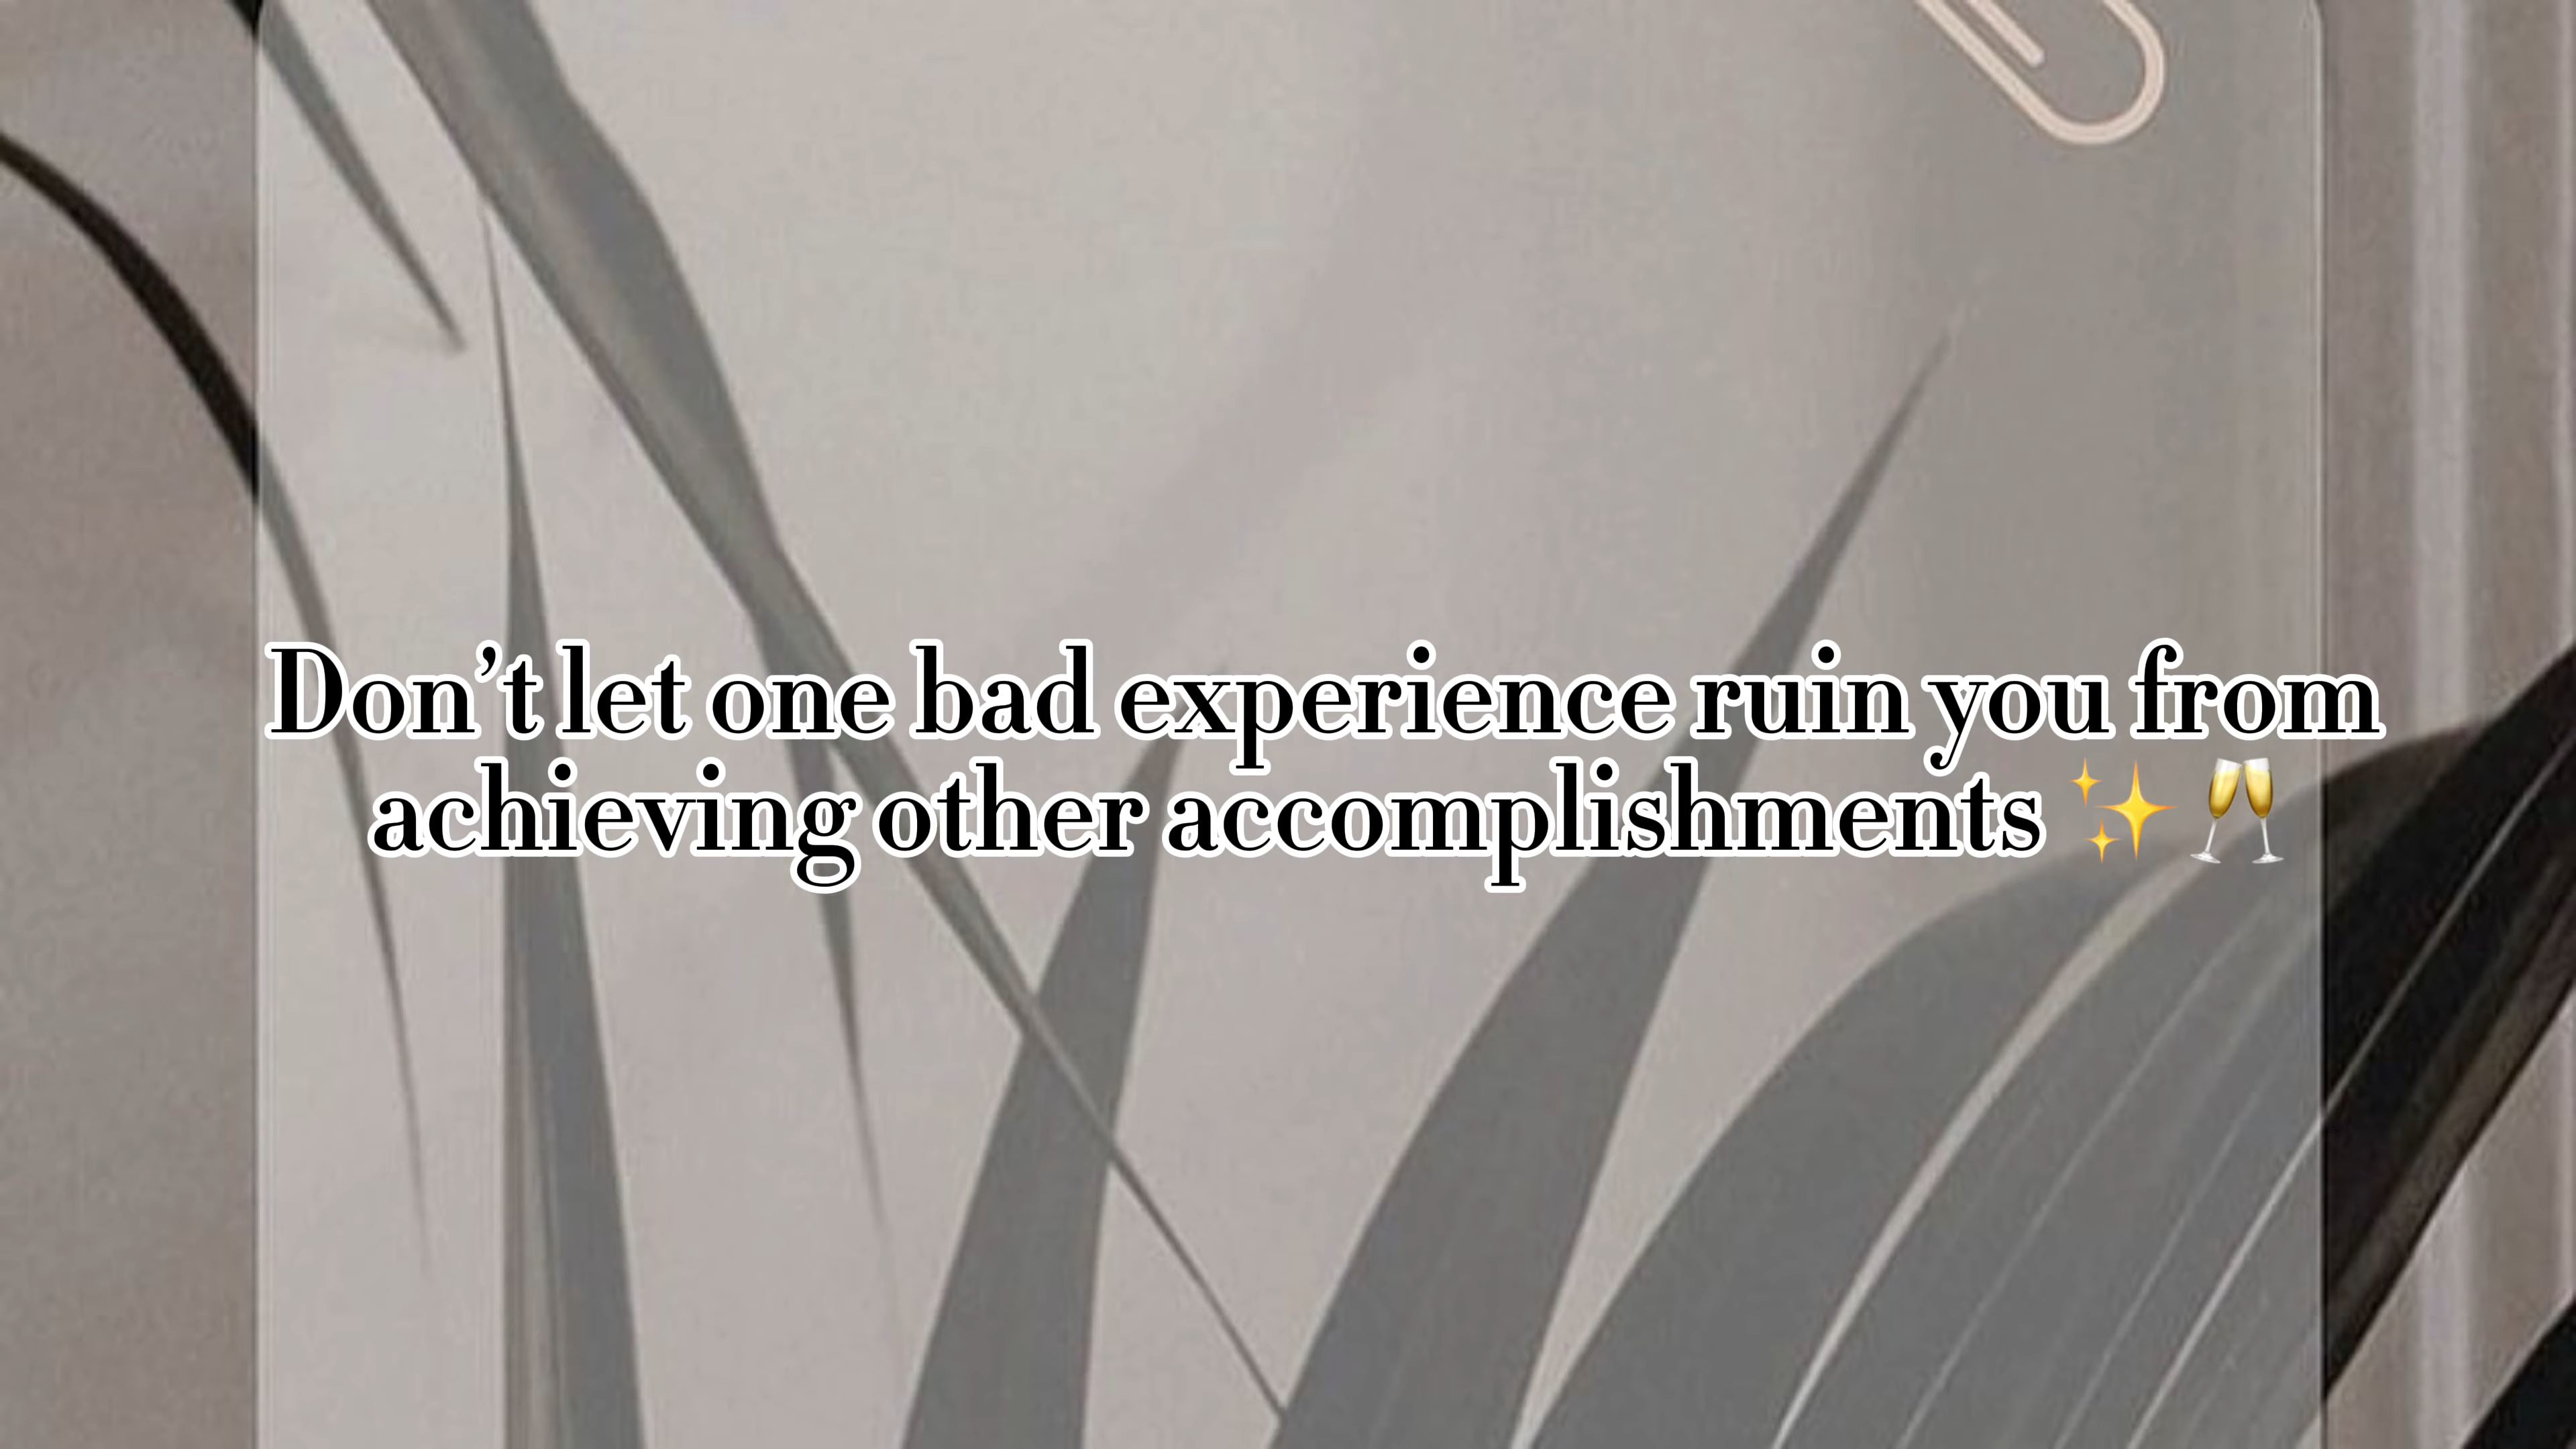 Don’t let one bad experience ruin you from
achieving other accomplishments ✨🥂